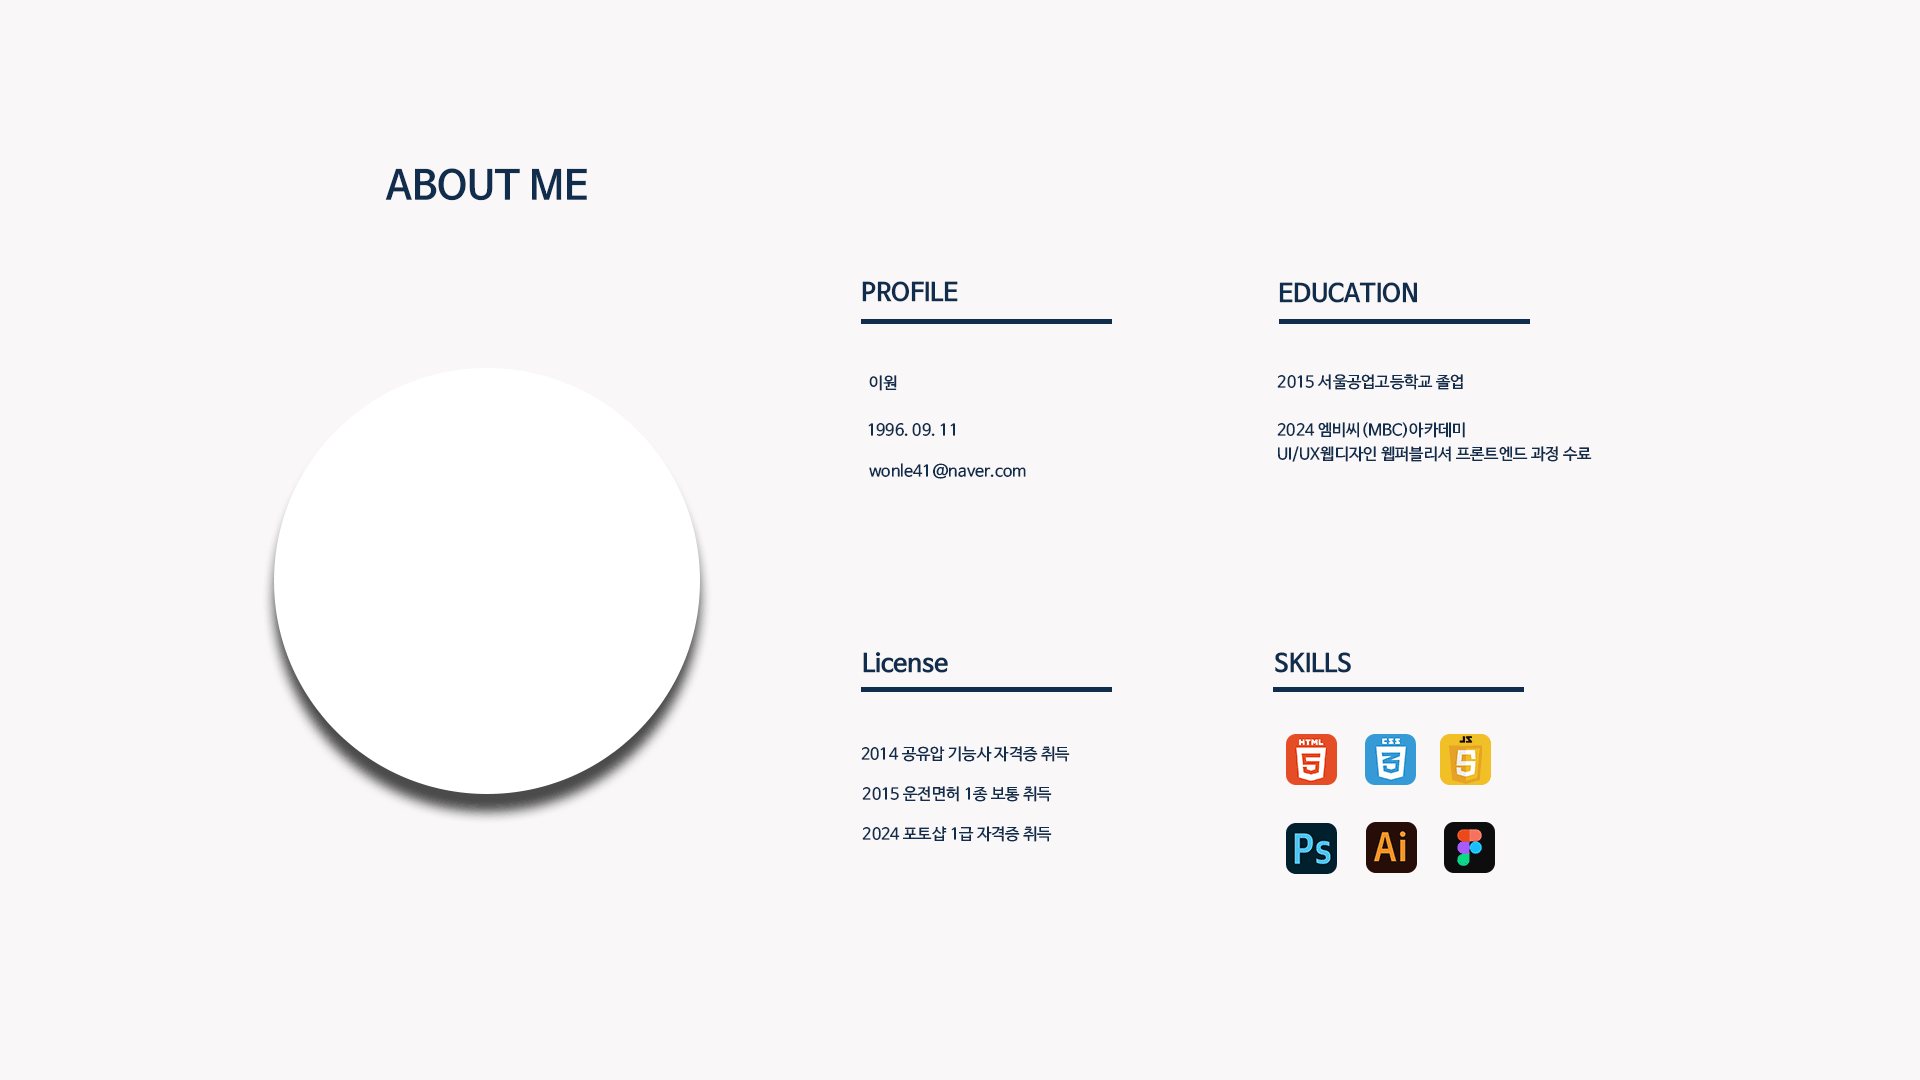 ABOUT ME
PROFILE
이원
1996. 09. 11
wonle41@naver.com
EDUCATION
2015 서울공업고등학교 졸업
2024 엠비씨(MBC)아카데미
UI/UX웹디자인 웹퍼블리셔 프론트엔드 과정 수료
License
2014 공유압 기능사 자격증 취득
2015 운전면허 1종 보통 취득
2024 포토샵 1급 자격증 취득
SKILLS
HTML 5
CSS 3
JS 5
Ps
Ai